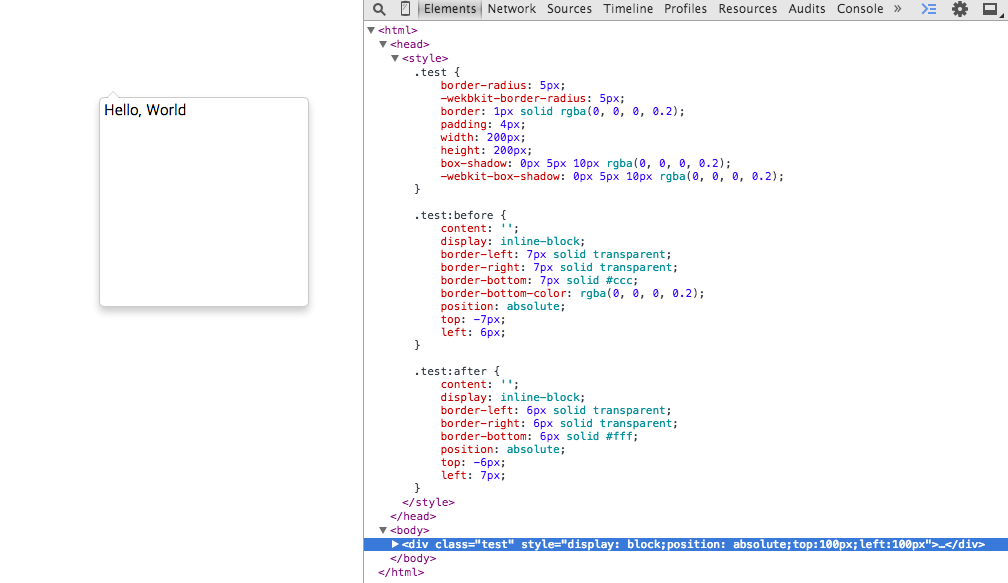 Elements Network Sources Timeline Profiles Resources Audits Console »
Hello, World
<html>
<head>
<style>
.test {
border-radius: 5px;
-wekbkit-border-radius: 5px;
border: 1px solid rgba(0, 0, 0, 0.2);
padding: 4px;
width: 200px;
height: 200px;
box-shadow: 0px 5px 10px rgba(0, 0, 0, 0.2);
-webkit-box-shadow: 0px 5px 10px rgba(0, 0, 0, 0.2);
}
.test:before {
content: '';
display: inline-block;
border-left: 7px solid transparent;
border-right: 7px solid transparent;
border-bottom: 7px solid #ccc;
border-bottom-color: rgba(0, 0, 0, 0.2);
position: absolute;
top: -7px;
left: 6px;
}
.test:after {
content: '';
display: inline-block;
border-left: 6px solid transparent;
border-right: 6px solid transparent;
border-bottom: 6px solid #fff;
position: absolute;
top: -6px;
left: 7px;
}
</style>
</head>
<body>
<div class="test" style="display: block;position: absolute;top:100px;left:100px">…</div>
</body>
</html>